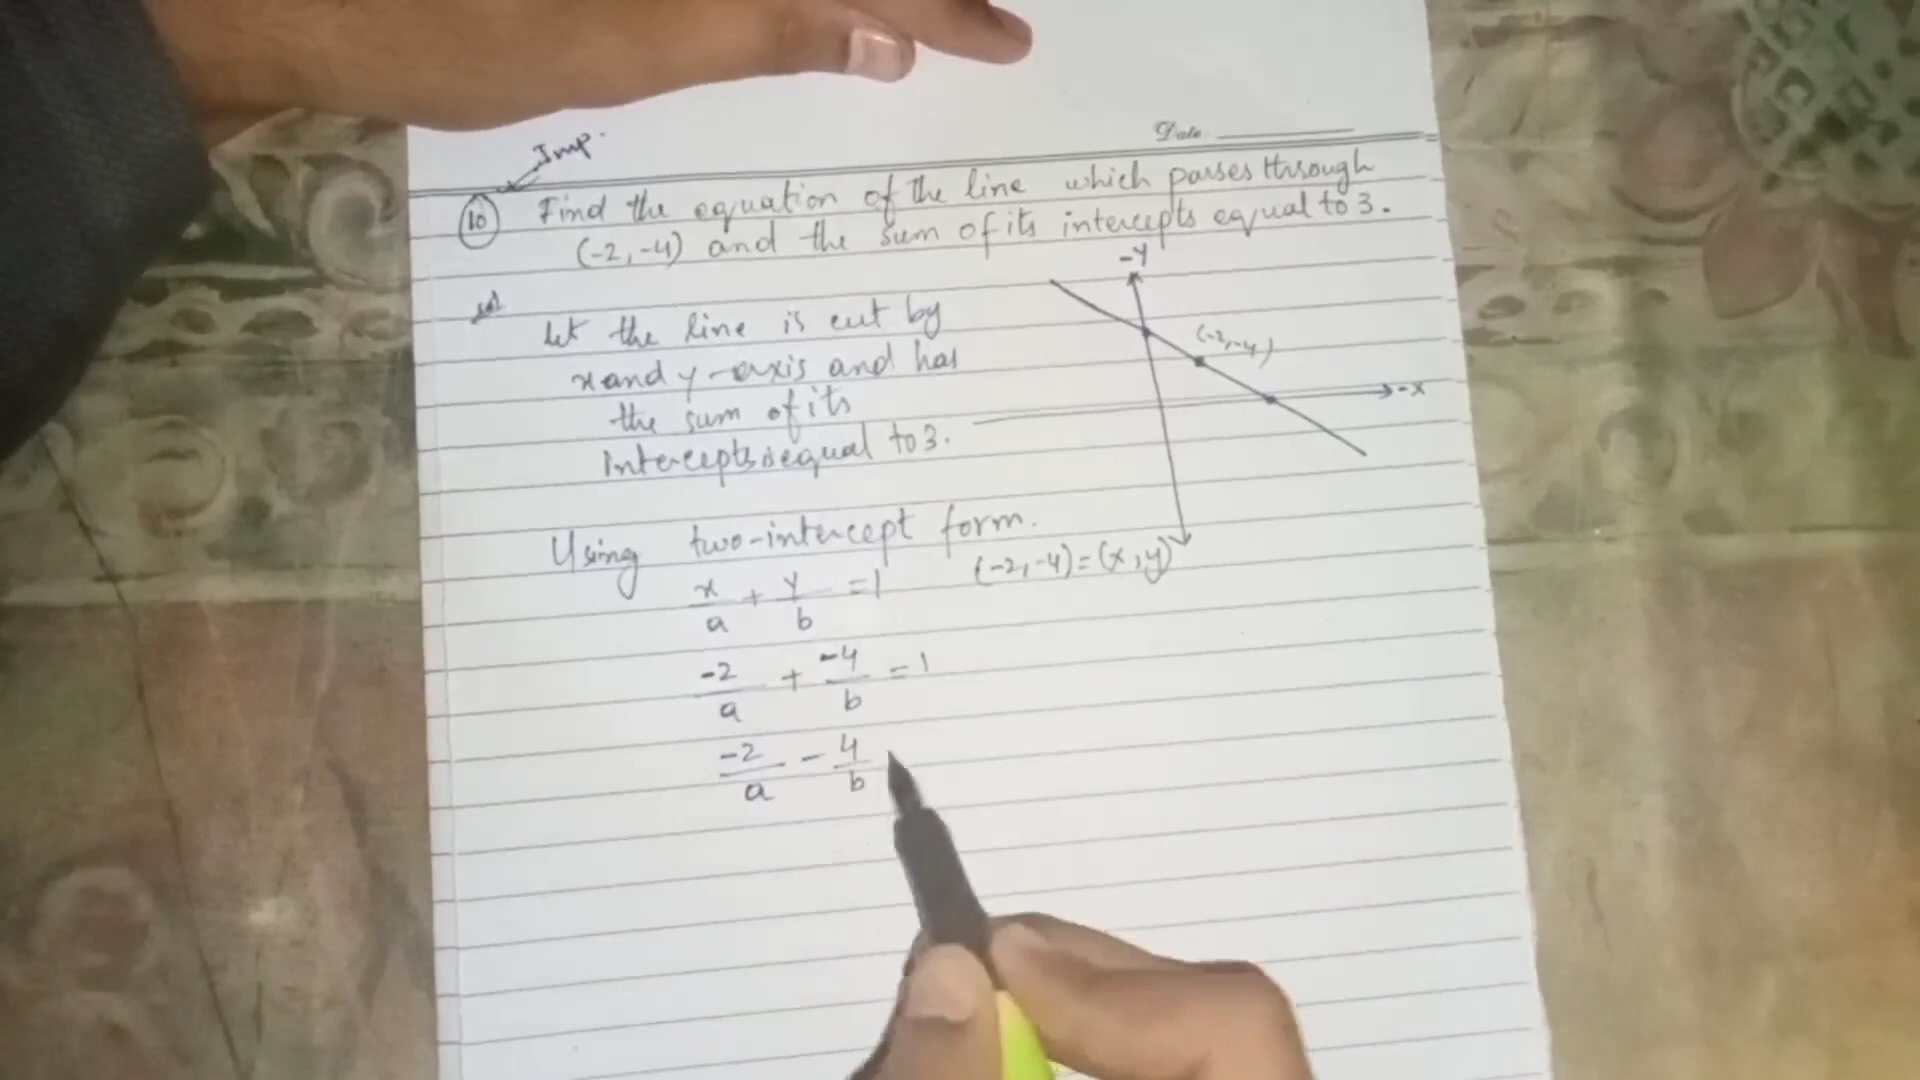 Imp.
Date
10 Find the equation of the line which passes through
(-2,-4) and the sum of its intercepts equal to 3.
sol
Let the line is cut by
x and y-axis and has
the sum of its
intercepts is equal to 3.
-Y
(-2,-4)
-X
Using two-intercept form.
x/a + y/b = 1
(-2,-4)=(x,y)
-2/a + -4/b = 1
-2/a - 4/b